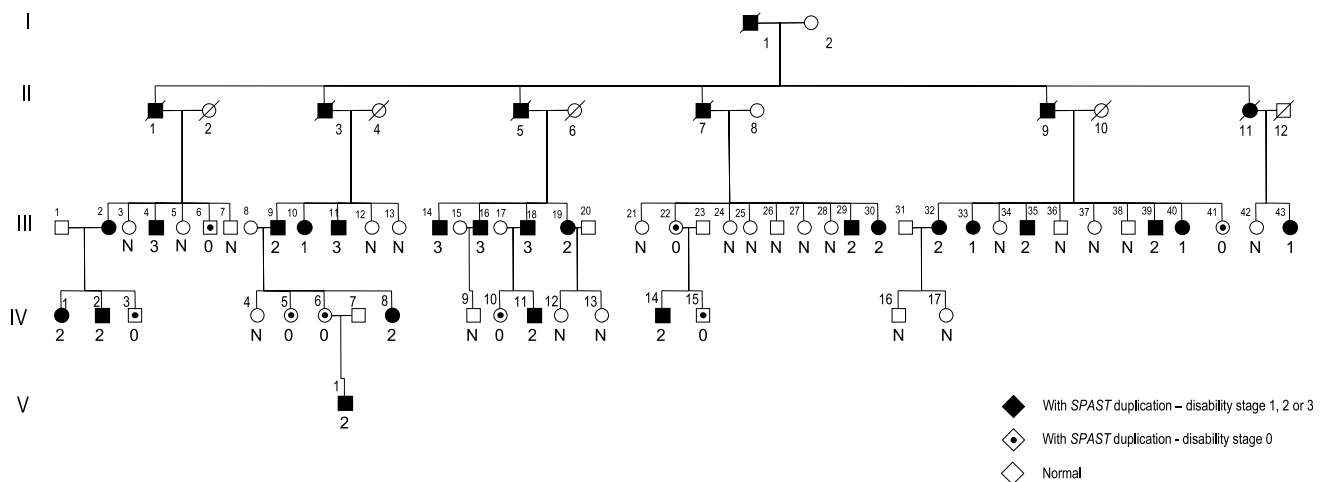 I
1 2
II
1 2 3 4 5 6 7 8 9 10 11 12
1 2 3 4 5 6 7 8 9 10 11 12 13 14 15 16 17 18 19 20 21 22 23 24 25 26 27 28 29 30 31 32 33 34 35 36 37 38 39 40 41 42 43
III
N 3 N 0 N 2 1 3 N N 3 3 3 2 N 0 N N N N N 2 2 2 1 N 2 N N N 2 1 0 N 1
1 2 3 4 5 6 7 8 9 10 11 12 13 14 15 16 17
IV
2 2 0 N 0 0 2 N 0 2 N N 2 0 N N
1
V
2
With SPAST duplication – disability stage 1, 2 or 3
With SPAST duplication - disability stage 0
Normal